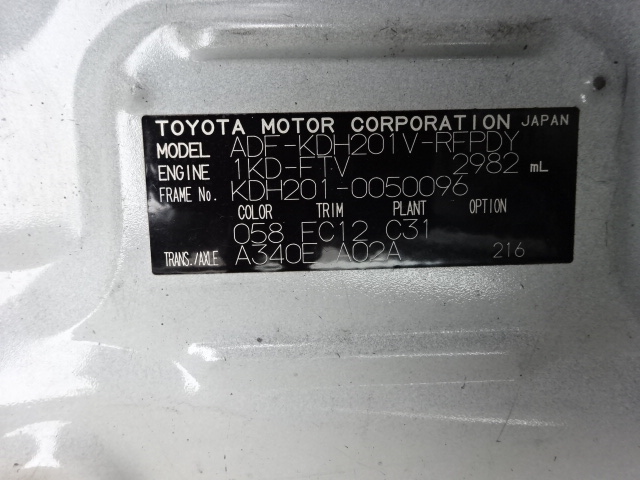 TOYOTA MOTOR CORPORATION JAPAN
MODEL ADF-KDH201V-RFPDY
ENGINE 1KD-FTV 2982 mL
FRAME No. KDH201-0050096
COLOR TRIM PLANT OPTION
058 FC12 C31
TRANS./AXLE A340E A02A 216